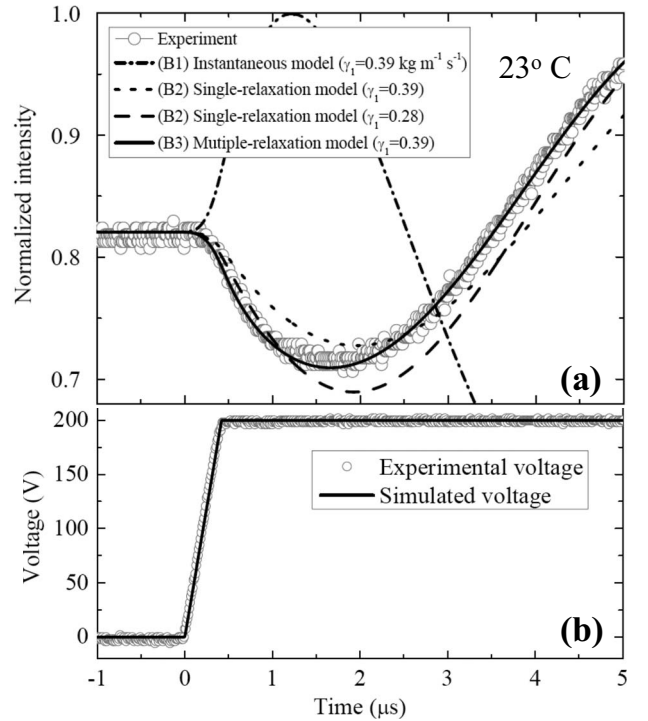 1.0
0.9
0.8
0.7
Normalized intensity
Experiment
(B1) Instantaneous model (γ₁=0.39 kg m⁻¹ s⁻¹)
(B2) Single-relaxation model (γ₁=0.39)
(B2) Single-relaxation model (γ₁=0.28)
(B3) Mutiple-relaxation model (γ₁=0.39)
23° C
(a)
200
150
100
50
0
Voltage (V)
Experimental voltage
Simulated voltage
(b)
-1 0 1 2 3 4 5
Time (μs)